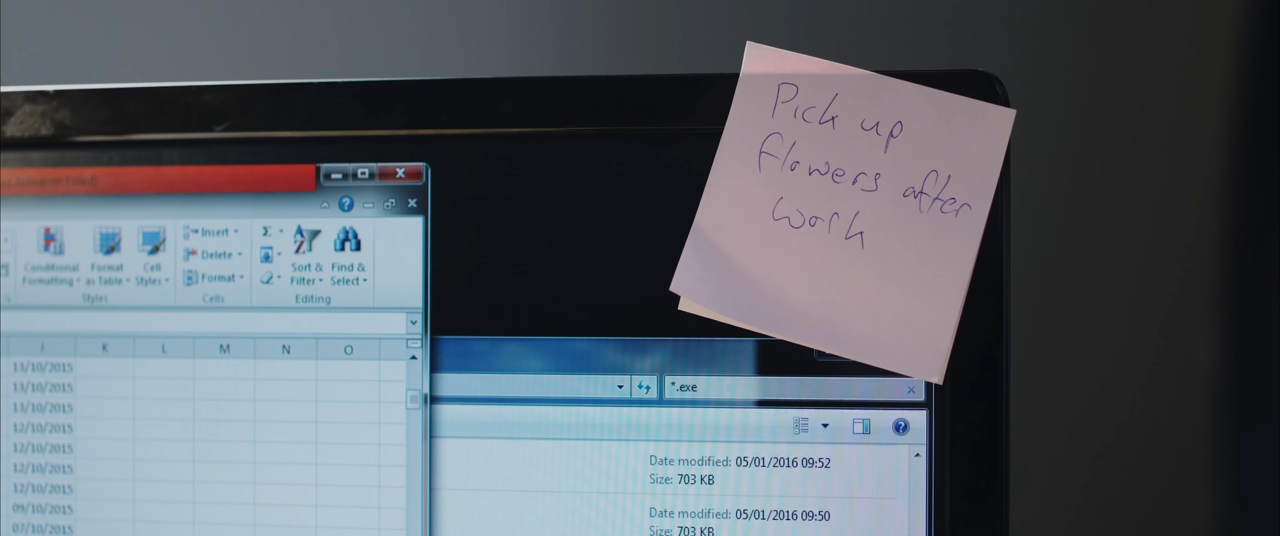 Pick up
flowers after
work
Activation Failed)
Conditional
Formatting
Format
as Table
Cell
Styles
Styles
Insert
Delete
Format
Cells
Σ
A
Z
Sort &
Filter
Find &
Select
Editing
J K L M N O
13/10/2015
13/10/2015
13/10/2015
12/10/2015
12/10/2015
12/10/2015
12/10/2015
09/10/2015
07/10/2015
*.exe
Date modified: 05/01/2016 09:52
Size: 703 KB
Date modified: 05/01/2016 09:50
Size: 703 KB